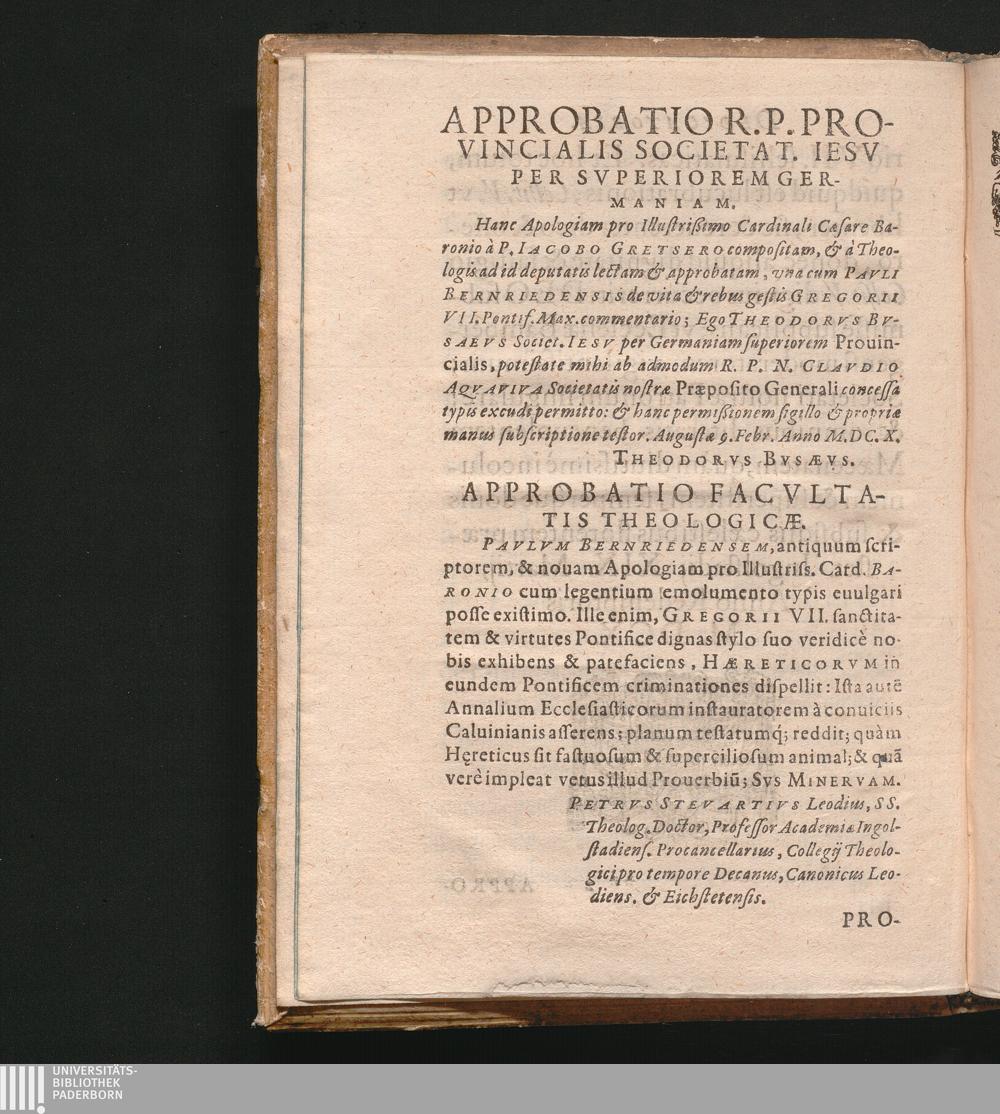 APPROBATIO R. P. PRO-
VINCIALIS SOCIETAT. IESV
PER SVPERIOREM GER-
MANIAM.
Hanc Apologiam pro Illuſtriſſimo Cardinali Cæſare Ba-
ronio à P. IACOBO GRETSERO compoſitam, & à Theo-
logis ad id deputatis lectam & approbatam, vna cum PAVLI
BERNRIEDENSIS de vita & rebus geſtis GREGORII
VII. Pontif. Max. commentario; Ego THEODORVS BV-
SAEVS Societ. IESV per Germaniam ſuperiorem Prouin-
cialis, poteſtate mihi ab admodum R. P. N. CLAVDIO
AQVAVIVA Societatis noſtræ Præpoſito Generali conceſſa
typis excudi permitto: & hanc permiſſionem ſigillo & propriæ
manus ſubſcriptione teſtor. Auguſtæ 9. Febr. Anno M. DC. X.
THEODORVS BVSÆVS.
APPROBATIO FACVLTA-
TIS THEOLOGICÆ.
PAVLVM BERNRIEDENSEM, antiquum ſcri-
ptorem, & nouam Apologiam pro Illuſtriſs. Card. BA-
RONIO cum legentium emolumento typis euulgari
poſſe exiſtimo. Ille enim, GREGORII VII. ſanctita-
tem & virtutes Pontifice dignas ſtylo ſuo veridicè no-
bis exhibens & patefaciens, HÆRETICORVM in
eundem Pontificem criminationes diſpellit: Iſta autē
Annalium Eccleſiaſticorum inſtauratorem à conuiciis
Caluinianis aſſerens; planum teſtatumq́; reddit; quàm
Hęreticus ſit faſtuoſum & ſupercilioſum animal; & quā
verè impleat vetus illud Prouerbiū; SVS MINERVAM.
PETRVS STEVARTIVS Leodius, SS.
Theolog. Doctor, Profeſſor Academiæ Ingol-
ſtadienſ. Procancellarius, Collegij Theolo-
gici pro tempore Decanus, Canonicus Leo-
diens. & Eichſtetenſis.
PRO-
UNIVERSITÄTS-
BIBLIOTHEK
PADERBORN